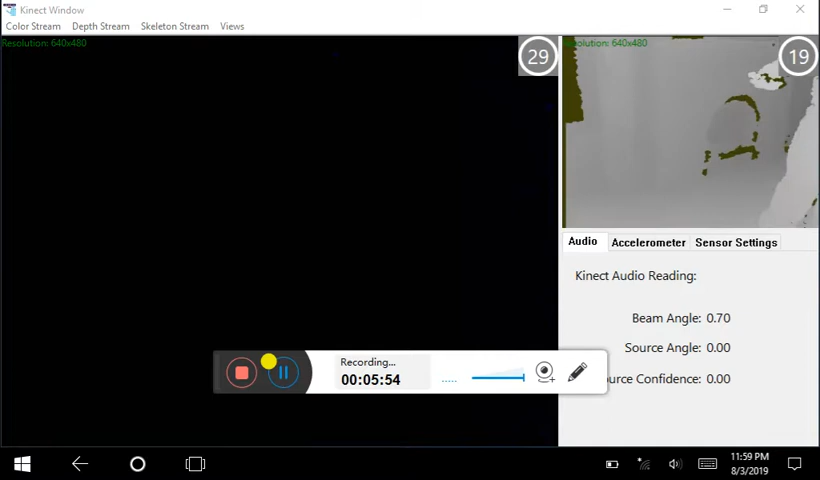 Kinect Window
Color Stream Depth Stream Skeleton Stream Views
Resolution: 640x480
29
Resolution: 640x480
19
Audio Accelerometer Sensor Settings
Kinect Audio Reading:
Beam Angle: 0.70
Source Angle: 0.00
ource Confidence: 0.00
Recording...
00:05:54
11:59 PM
8/3/2019